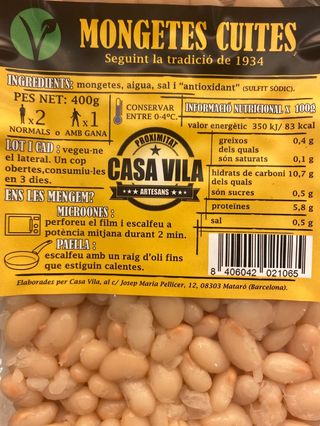 MONGETES CUITES
Seguint la tradició de 1934
INGREDIENTS: mongetes, aigua, sal i "antioxidant" (SULFIT SÒDIC).
PES NET: 400g
x2 x1
NORMALS o AMB GANA
CONSERVAR
ENTRE 0-4ºC.
INFORMACIÓ NUTRICIONAL x 100g
valor energètic 350 kJ/ 83 kcal
greixos 0,4 g
dels quals
són saturats 0,1 g
hidrats de carboni 10,7 g
dels quals
són sucres 0,5 g
proteïnes 5,8 g
sal 0,5 g
LOT I CAD : vegeu-ne
el lateral. Un cop
obertes,consumiu-les
en 3 dies.
PROXIMITAT
CASA VILA
ARTESANS
ENS LES MENGEM?
MICROONES :
perforeu el film i escalfeu a
potència mitjana durant 2 min.
PAELLA :
escalfeu amb un raig d'oli fins
que estiguin calentes.
8 406042 021065
Elaborades per Casa Vila, al c/ Josep Maria Pellicer, 12, 08303 Mataró (Barcelona).